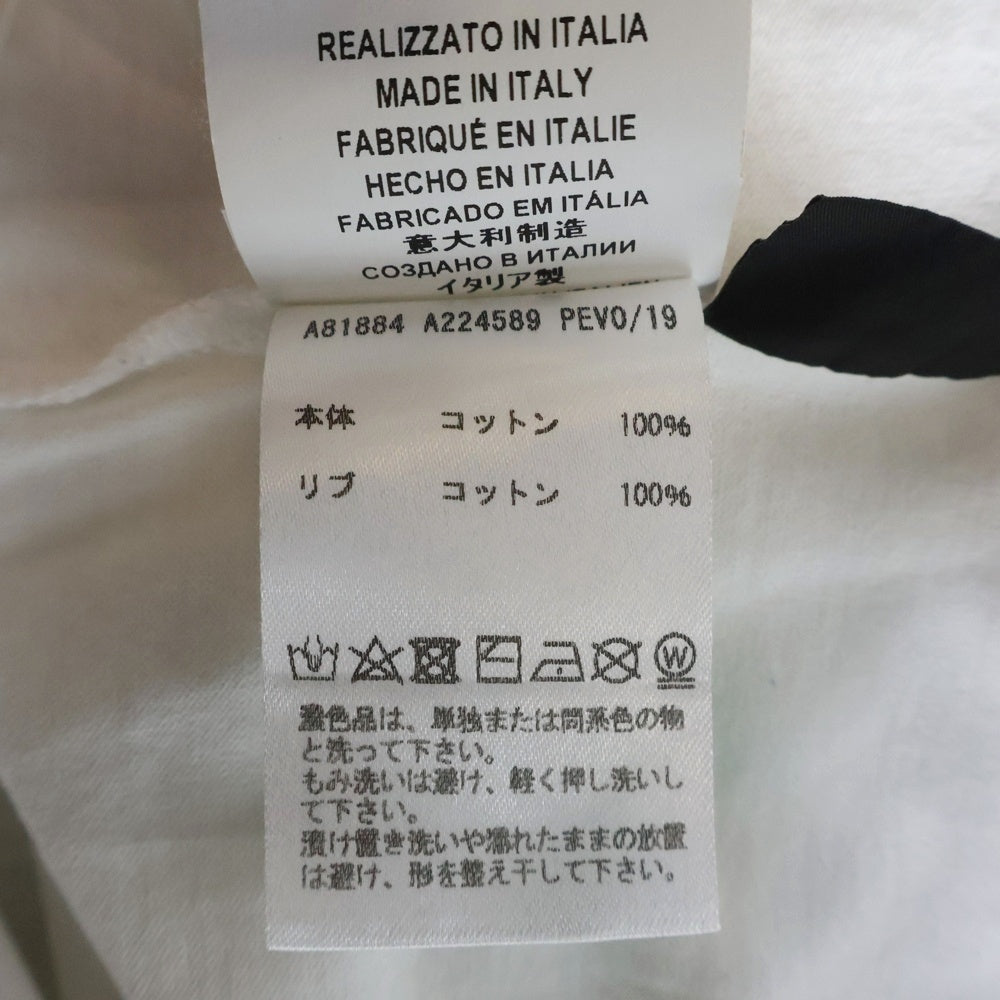 REALIZZATO IN ITALIA
MADE IN ITALY
FABRIQUÉ EN ITALIE
HECHO EN ITALIA
FABRICADO EM ITÁLIA
意大利制造
СОЗДАНО В ИТАЛИИ
イタリア製
A81884 A224589 PEVO/19
本体 コットン 100%
リブ コットン 100%
W
濃色品は、単独または同系色の物
と洗って下さい。
もみ洗いは避け、軽く押し洗いし
て下さい。
漬け置き洗いや濡れたままの放置
は避け、形を整え干して下さい。